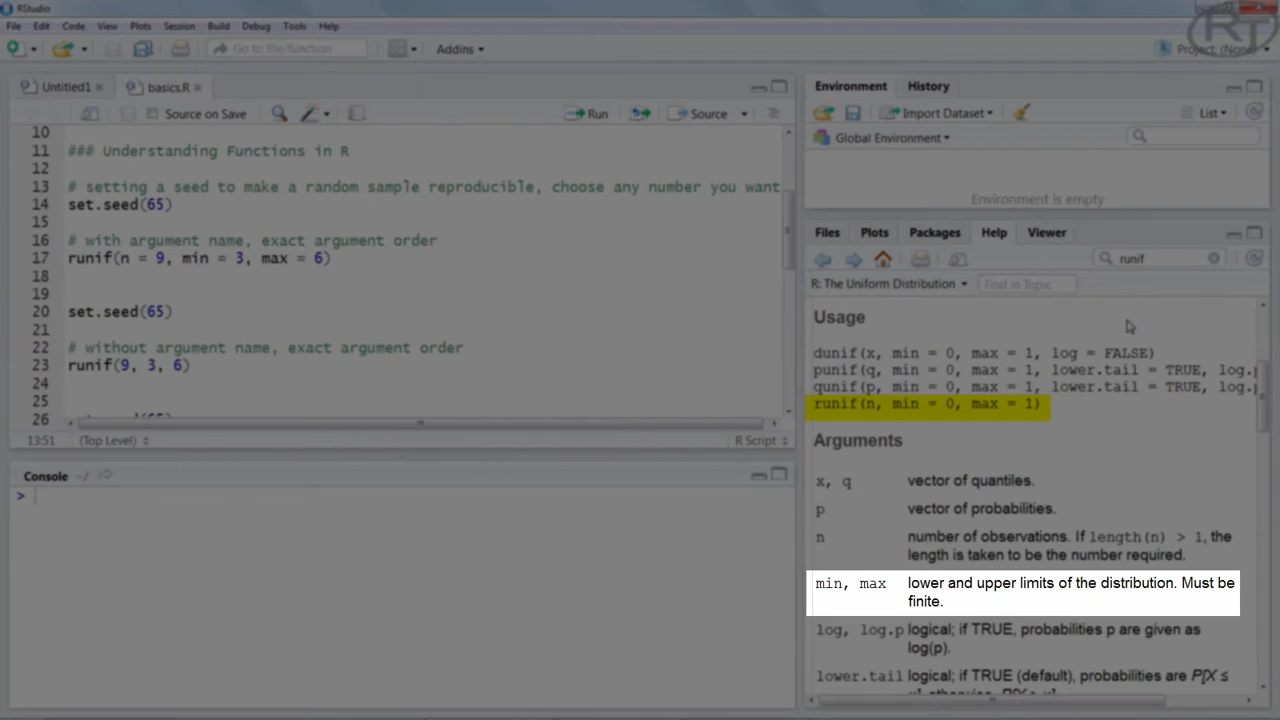 RStudio
File Edit Code View Plots Session Build Debug Tools Help
RT
Go to file/function
Addins
Project: (None)
Untitled1
basics.R
Source on Save
Run
Source
10
11 ### Understanding Functions in R
12
13 # setting a seed to make a random sample reproducible, choose any number you want
14 set.seed(65)
15
16 # with argument name, exact argument order
17 runif(n = 9, min = 3, max = 6)
18
19
20 set.seed(65)
21
22 # without argument name, exact argument order
23 runif(9, 3, 6)
24
25
26
13:51 (Top Level) R Script
Console ~/
>
Environment History
Import Dataset
List
Global Environment
Environment is empty
Files Plots Packages Help Viewer
runif
R: The Uniform Distribution
Find in Topic
Usage
dunif(x, min = 0, max = 1, log = FALSE)
punif(q, min = 0, max = 1, lower.tail = TRUE, log.p
qunif(p, min = 0, max = 1, lower.tail = TRUE, log.p
runif(n, min = 0, max = 1)
Arguments
x, q vector of quantiles.
p vector of probabilities.
n number of observations. If length(n) > 1, the
length is taken to be the number required.
min, max lower and upper limits of the distribution. Must be
finite.
log, log.p logical; if TRUE, probabilities p are given as
log(p).
lower.tail logical; if TRUE (default), probabilities are P[X ≤